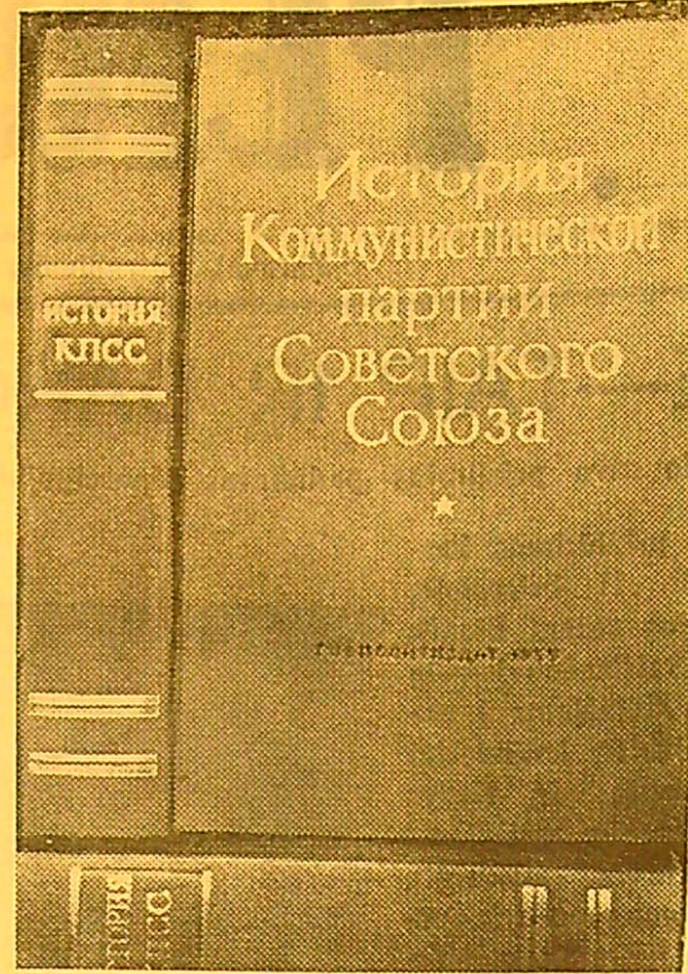 ИСТОРИЯ
КПСС
История
Коммунистической
партии
Советского
Союза